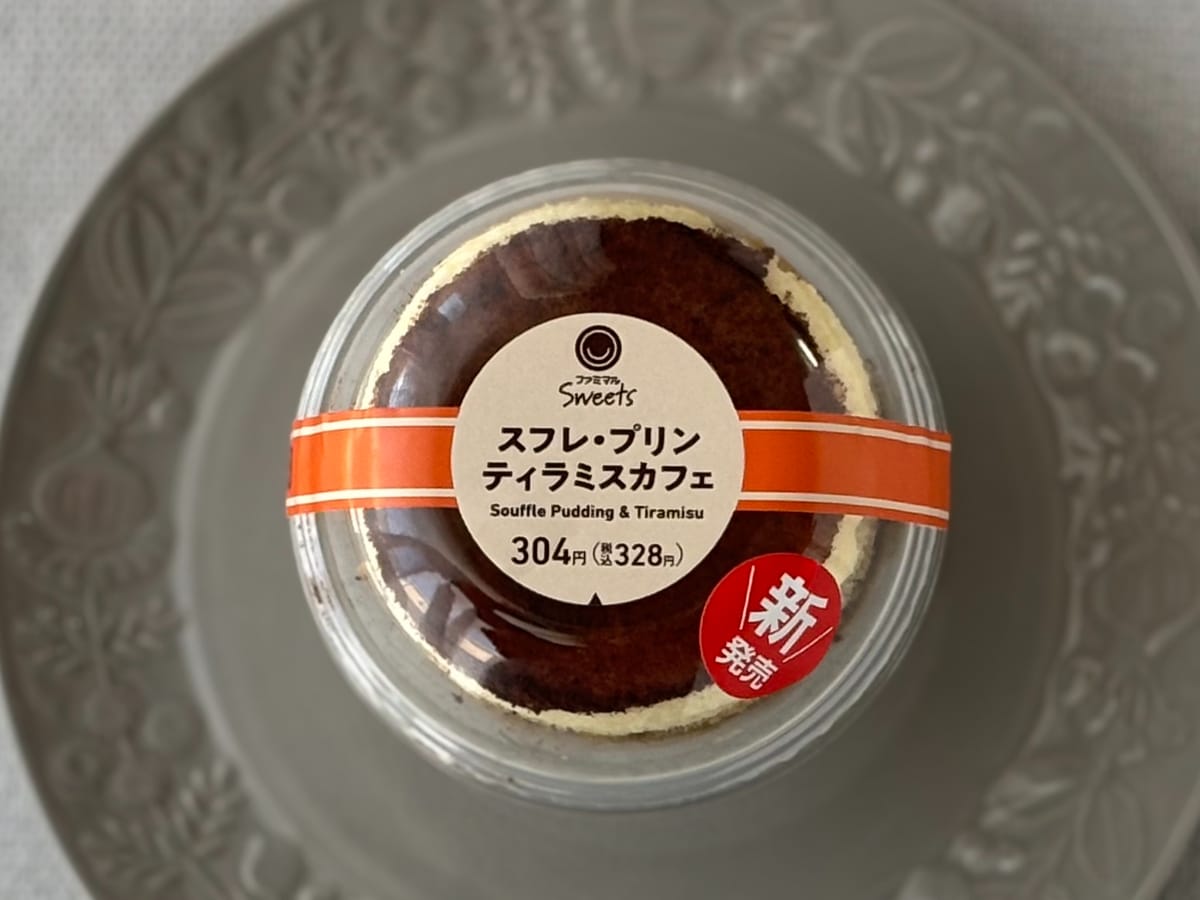 ファミマル
Sweets
スフレ・プリン
ティラミスカフェ
Souffle Pudding & Tiramisu
304円(税込328円)
新
発売